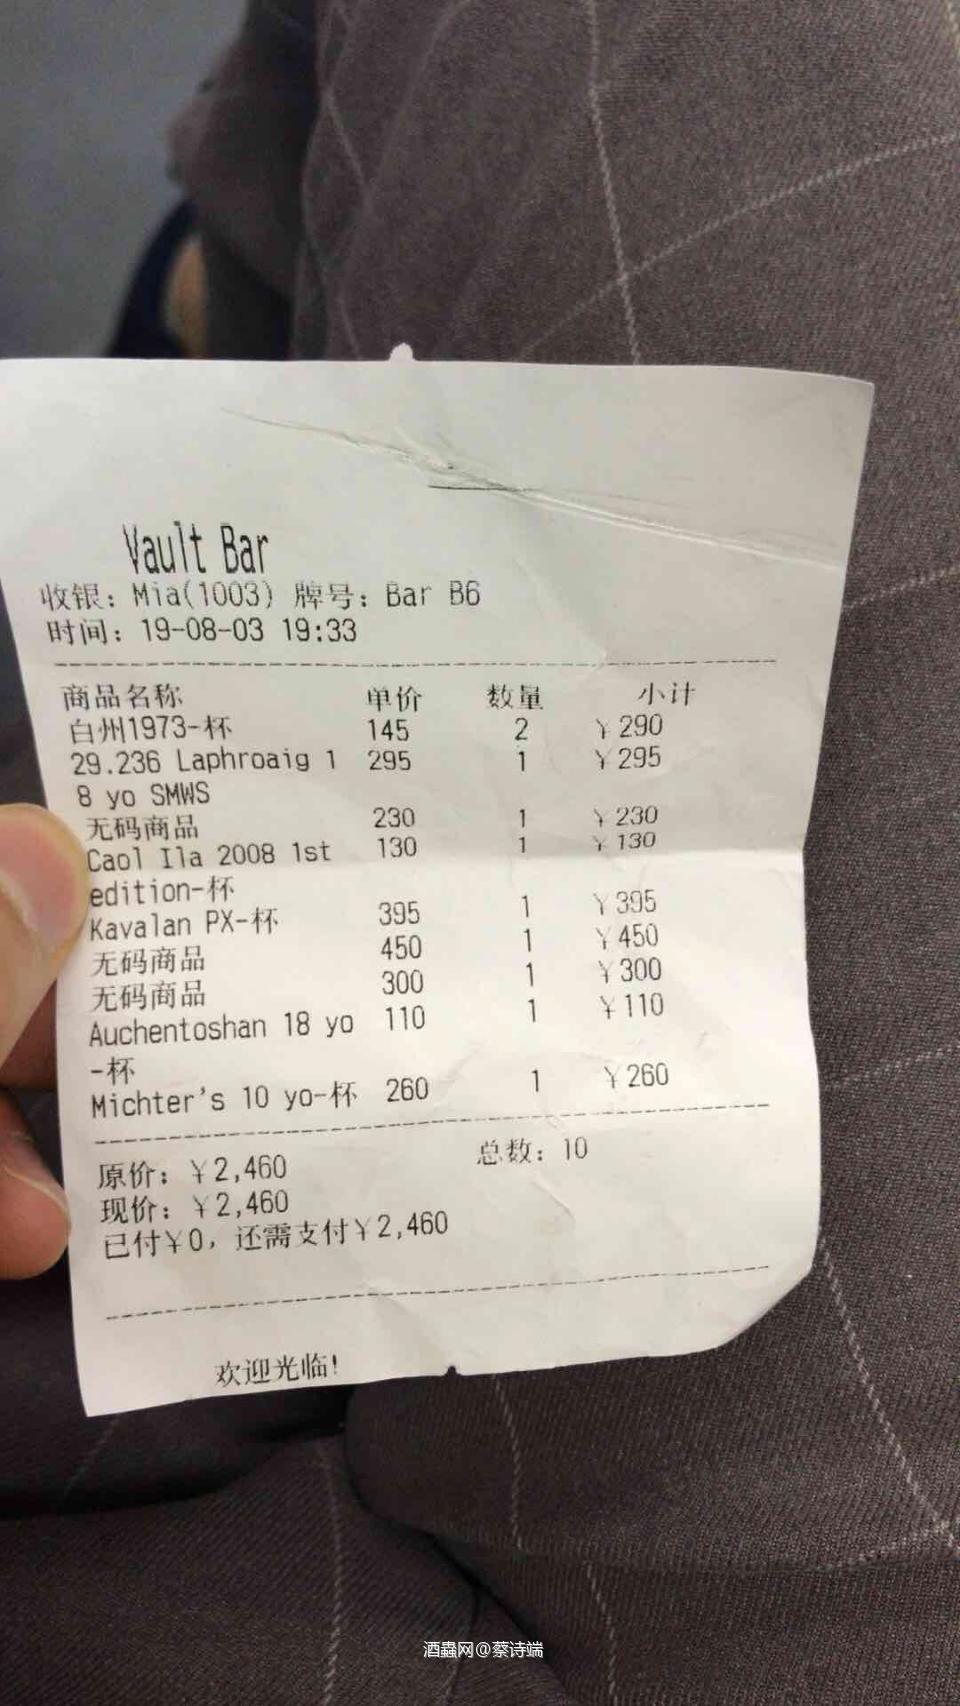 Vault Bar
收银：Mia(1003) 牌号：Bar B6
时间：19-08-03 19:33
商品名称 单价 数量 小计
白州1973-杯 145 2 ￥290
29.236 Laphroaig 1 295 1 ￥295
8 yo SMWS
无码商品 230 1 ￥230
Caol Ila 2008 1st 130 1 ￥130
edition-杯
Kavalan PX-杯 395 1 ￥395
无码商品 450 1 ￥450
无码商品 300 1 ￥300
Auchentoshan 18 yo 110 1 ￥110
-杯
Michter's 10 yo-杯 260 1 ￥260
原价：￥2,460 总数：10
现价：￥2,460
已付￥0，还需支付￥2,460
欢迎光临!
酒蟲网@蔡诗端